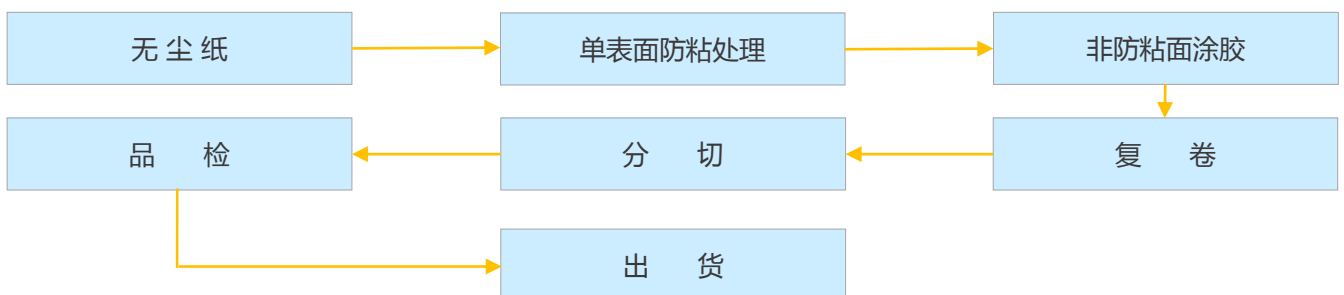 无尘纸
单表面防粘处理
非防粘面涂胶
复 卷
分 切
品 检
出 货